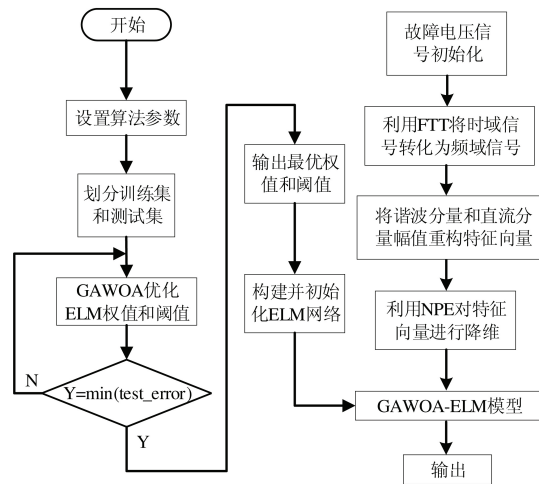 开始
设置算法参数
划分训练集
和测试集
GAWOA优化
ELM权值和阈值
N
Y=min(test_error)
Y
输出最优权
值和阈值
构建并初始
化ELM网络
故障电压信
号初始化
利用FTT将时域信
号转化为频域信号
将谐波分量和直流分
量幅值重构特征向量
利用NPE对特征
向量进行降维
GAWOA-ELM模型
输出